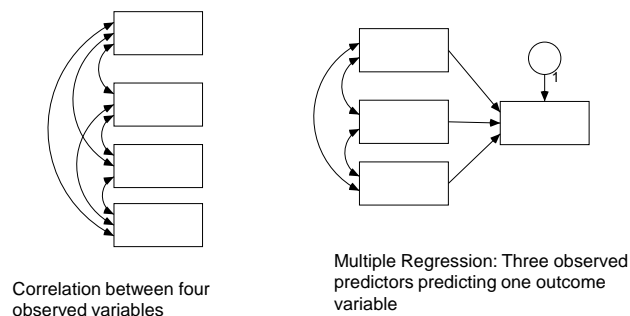 1
Correlation between four
observed variables
Multiple Regression: Three observed
predictors predicting one outcome
variable